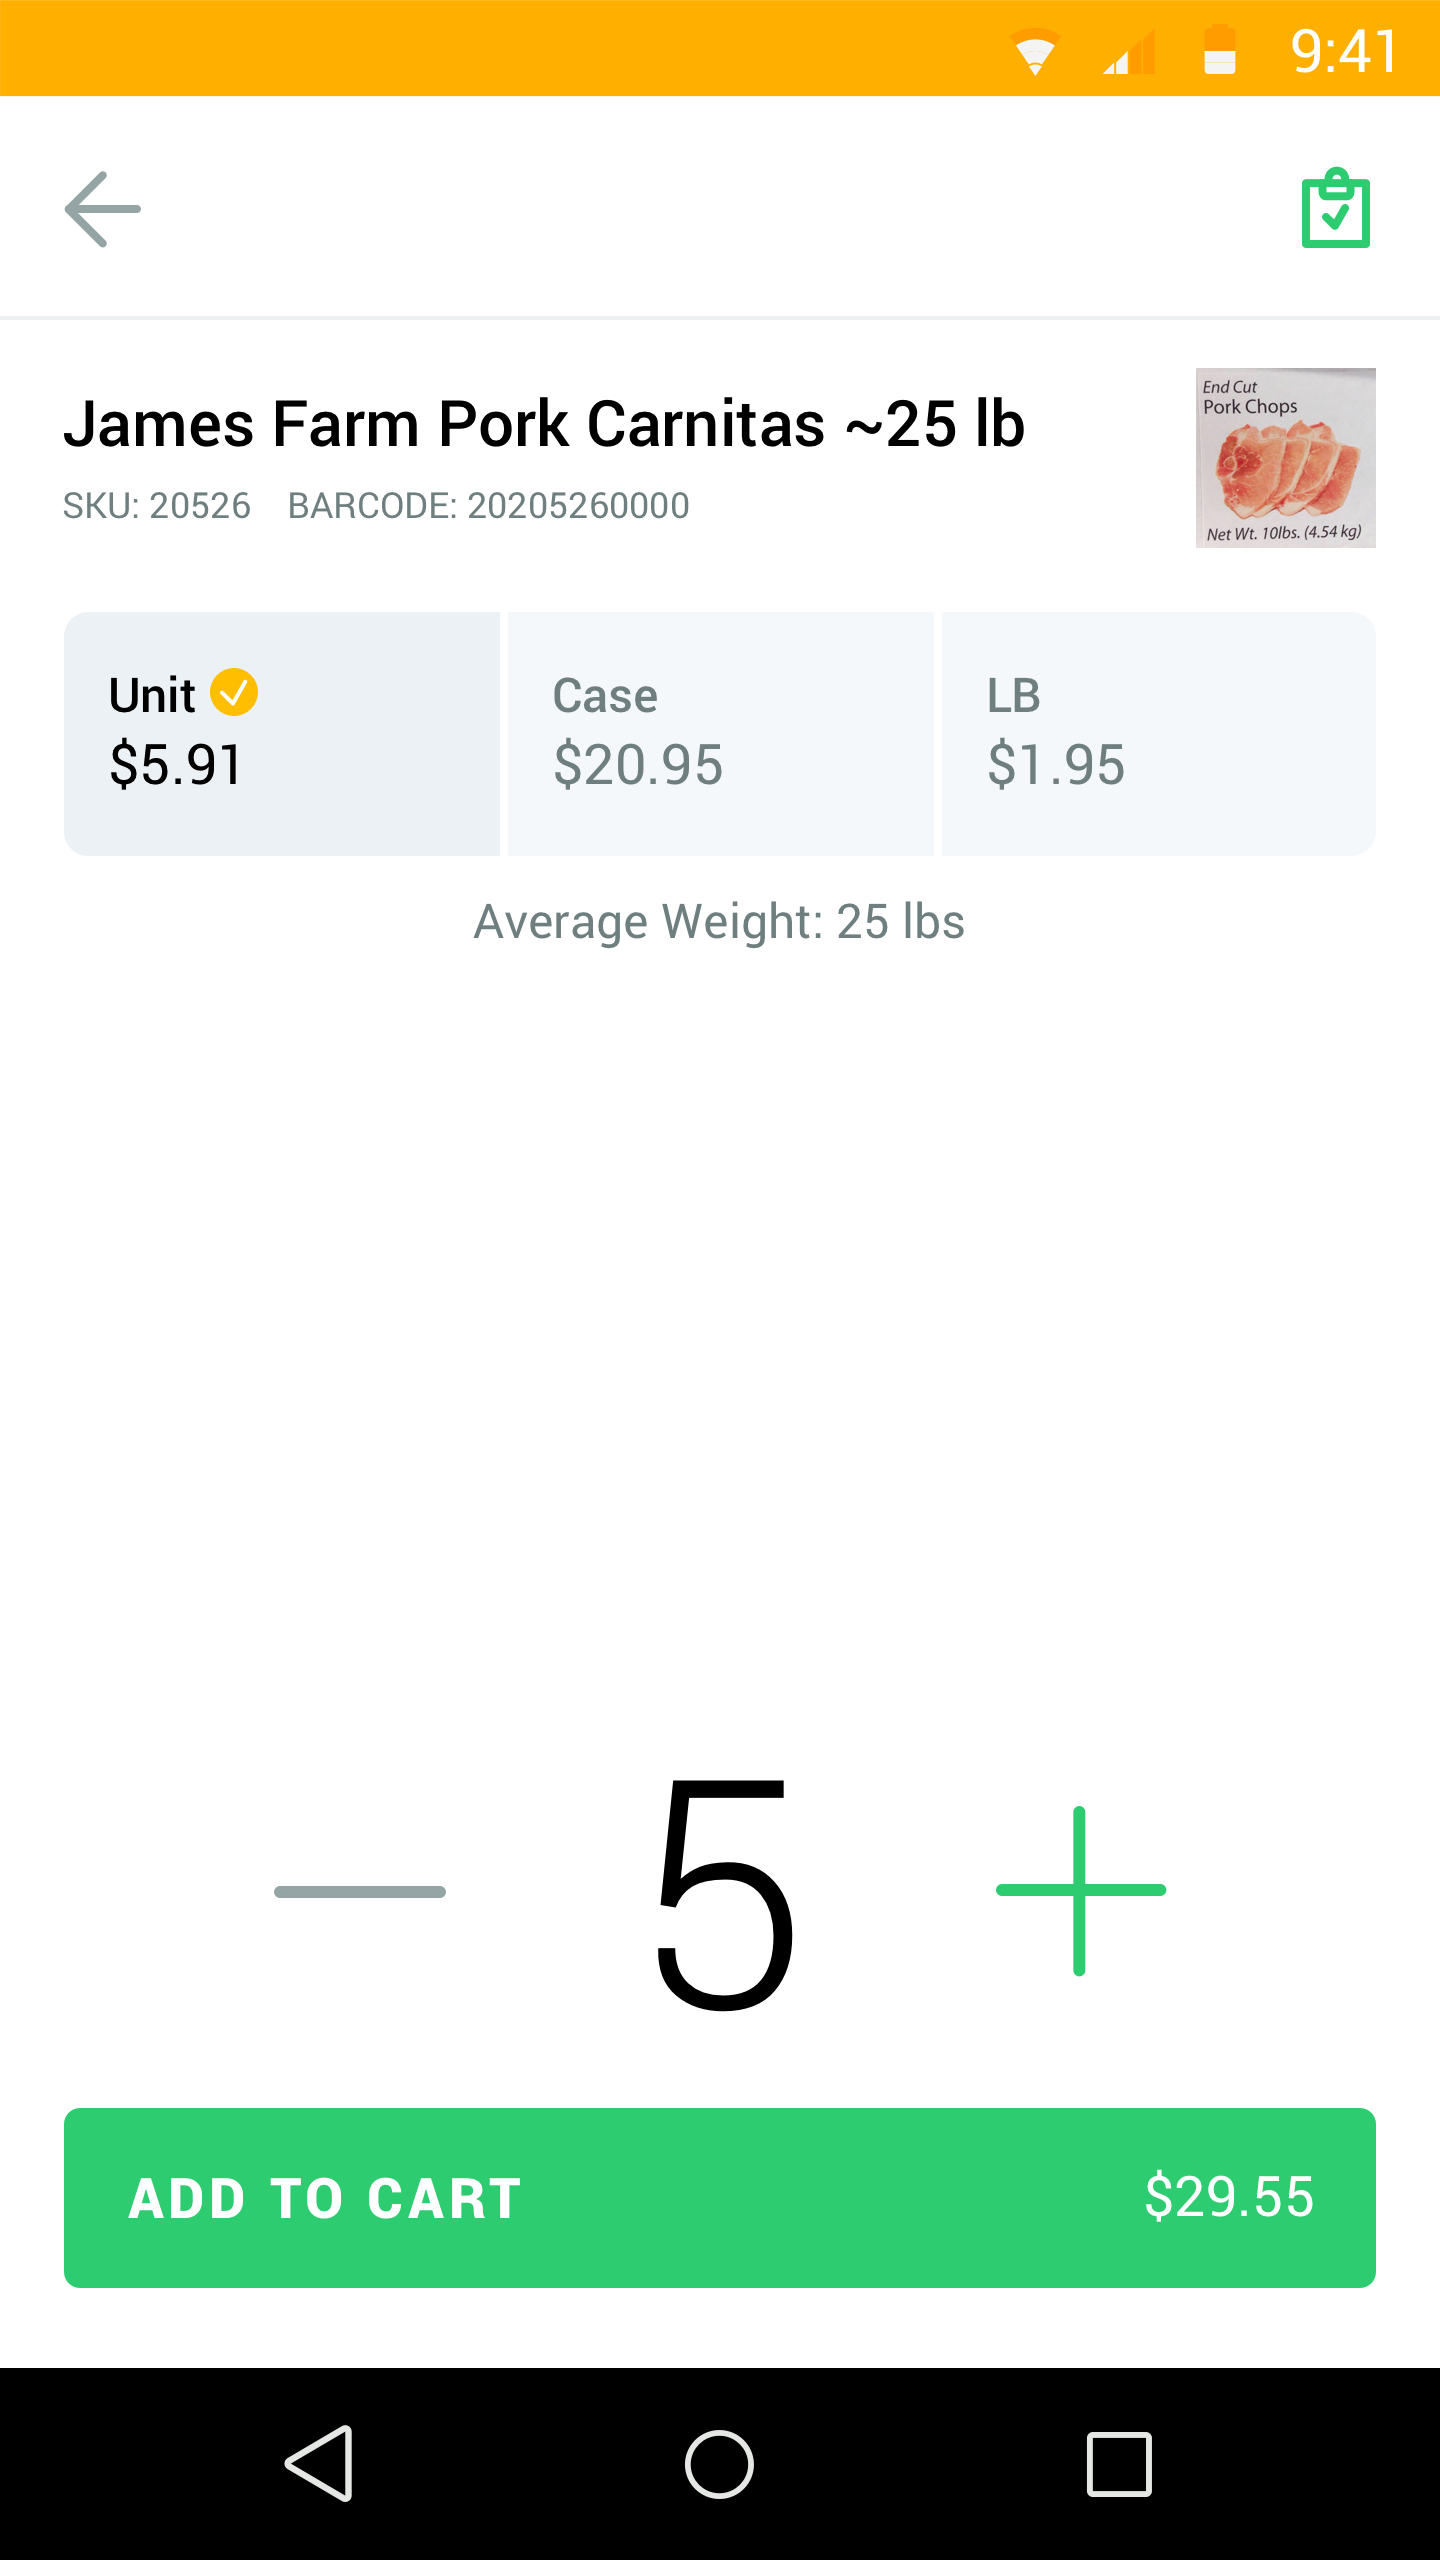 9:41
James Farm Pork Carnitas ~25 lb
SKU: 20526 BARCODE: 20205260000
End Cut
Pork Chops
Net Wt. 10lbs. (4.54 kg)
Unit
$5.91
Case
$20.95
LB
$1.95
Average Weight: 25 lbs
5
ADD TO CART $29.55